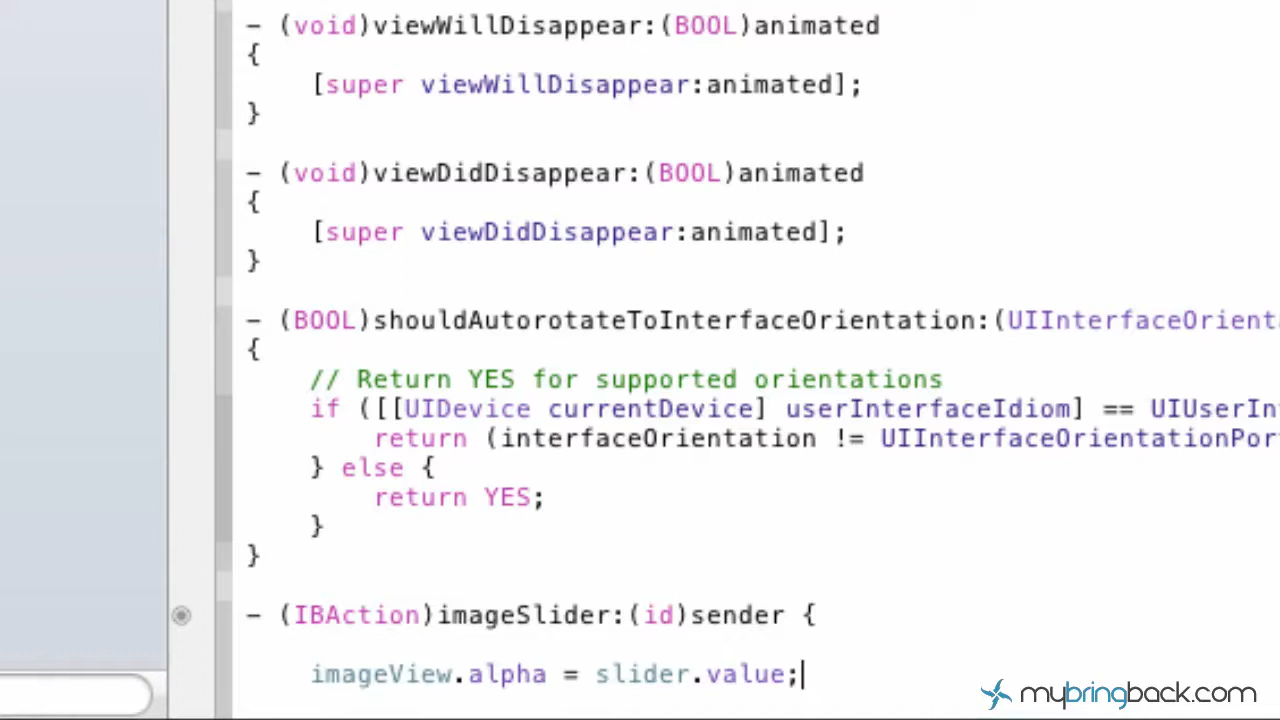 - (void)viewWillDisappear:(BOOL)animated
{
    [super viewWillDisappear:animated];
}
- (void)viewDidDisappear:(BOOL)animated
{
    [super viewDidDisappear:animated];
}
- (BOOL)shouldAutorotateToInterfaceOrientation:(UIInterfaceOrient
{
    // Return YES for supported orientations
    if ([[UIDevice currentDevice] userInterfaceIdiom] == UIUserIn
        return (interfaceOrientation != UIInterfaceOrientationPor
    } else {
        return YES;
    }
}
- (IBAction)imageSlider:(id)sender {
    imageView.alpha = slider.value;
mybringback.com